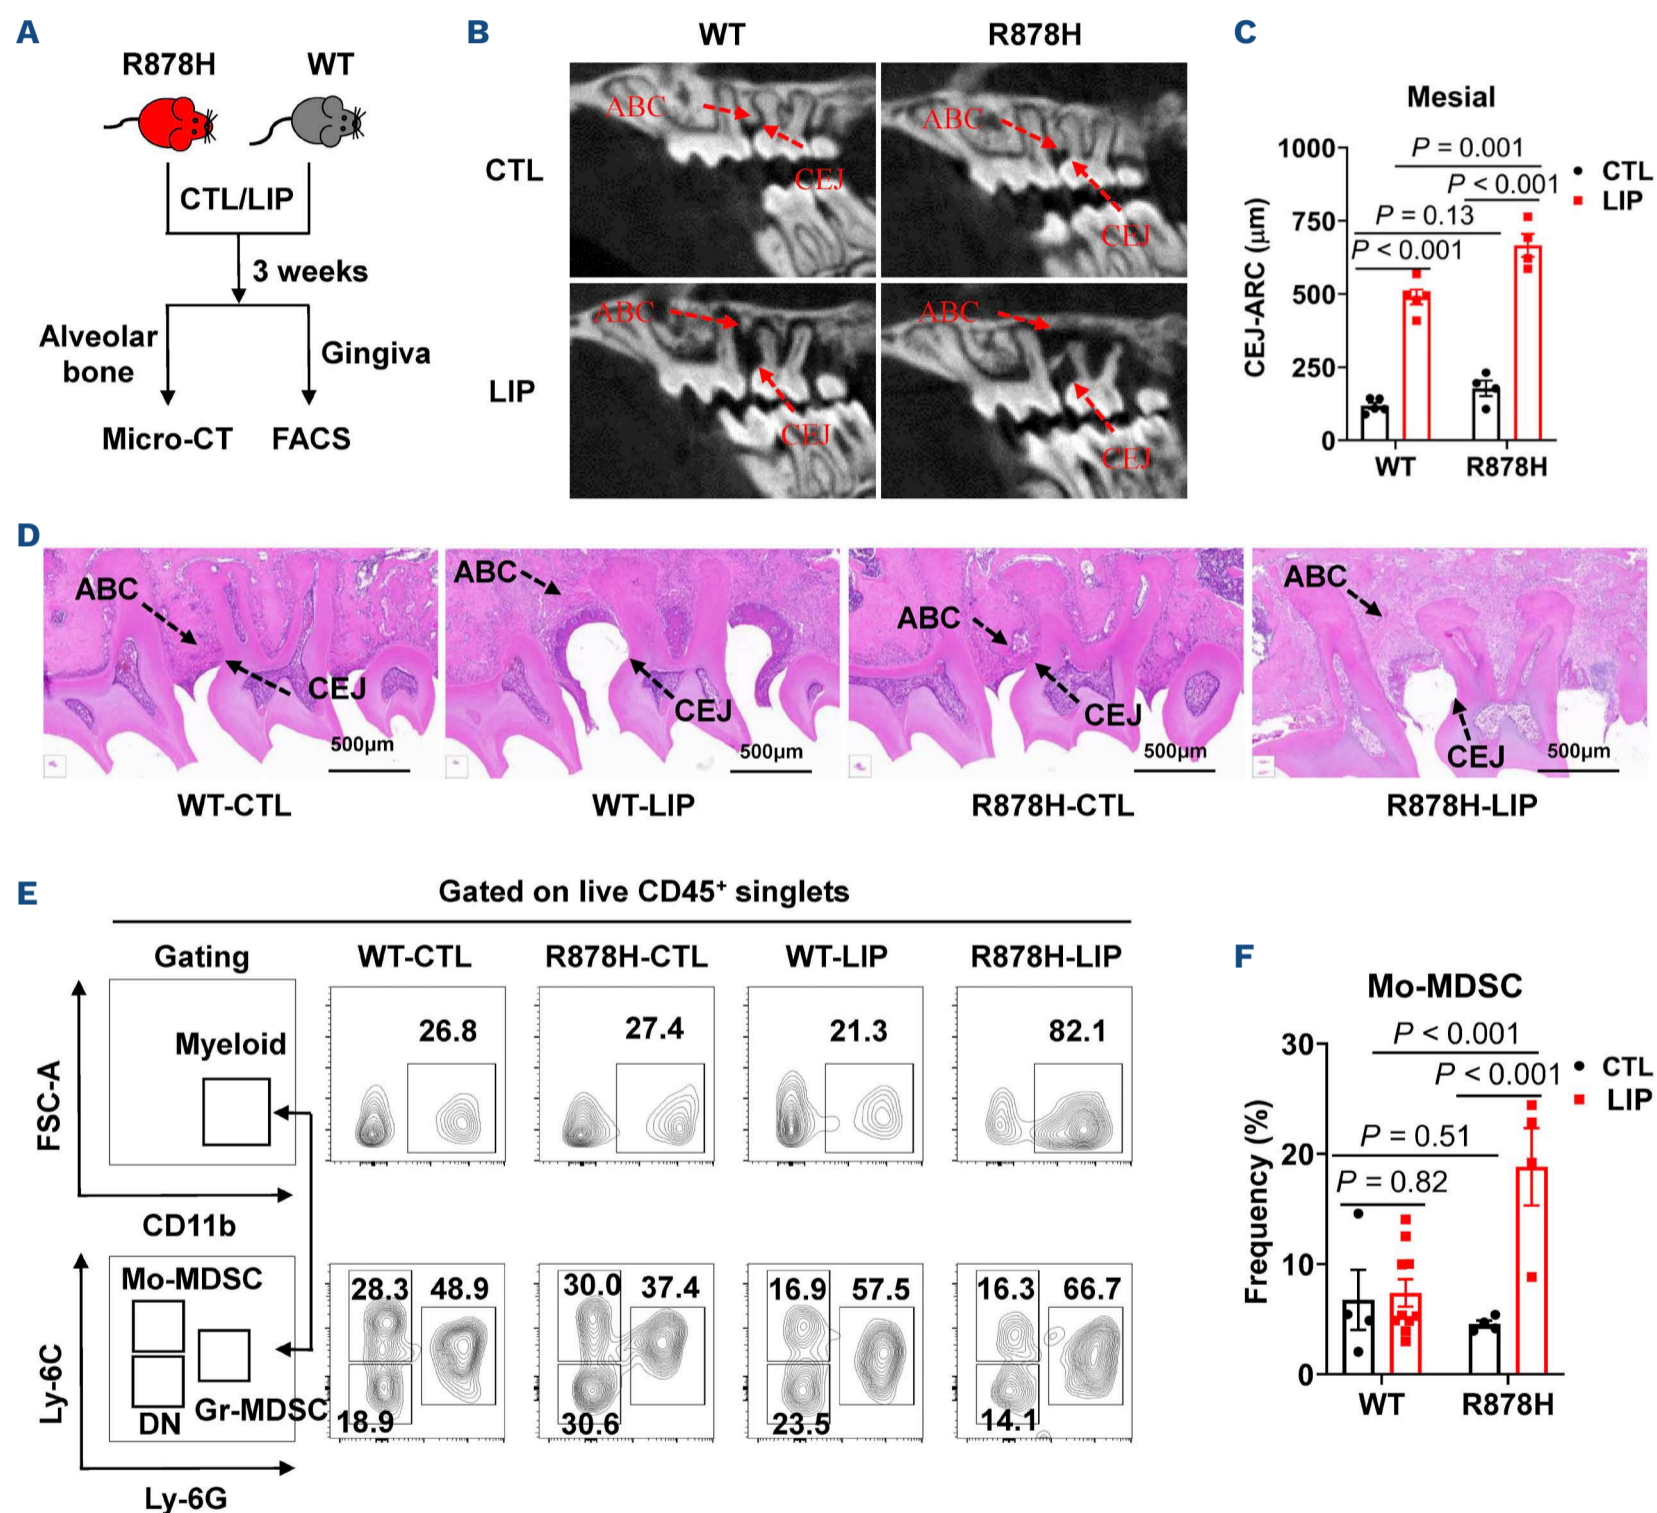 A
R878H
WT
CTL/LIP
3 weeks
Alveolar
bone
Gingiva
Micro-CT
FACS
B
WT
R878H
CTL
LIP
ABC
CEJ
ABC
CEJ
ABC
CEJ
ABC
CEJ
C
Mesial
CEJ-ARC (μm)
1000
750
500
250
0
P = 0.001
P < 0.001
P = 0.13
P < 0.001
CTL
LIP
WT
R878H
D
ABC
CEJ
500μm
WT-CTL
ABC
CEJ
500μm
WT-LIP
ABC
CEJ
500μm
R878H-CTL
ABC
CEJ
500μm
R878H-LIP
E
Gated on live CD45⁺ singlets
Gating
WT-CTL
R878H-CTL
WT-LIP
R878H-LIP
FSC-A
Myeloid
CD11b
26.8
27.4
21.3
82.1
Ly-6C
Mo-MDSC
DN
Gr-MDSC
Ly-6G
28.3
48.9
18.9
30.0
37.4
30.6
16.9
57.5
23.5
16.3
66.7
14.1
F
Mo-MDSC
Frequency (%)
30
20
10
0
P < 0.001
P < 0.001
P = 0.51
P = 0.82
CTL
LIP
WT
R878H